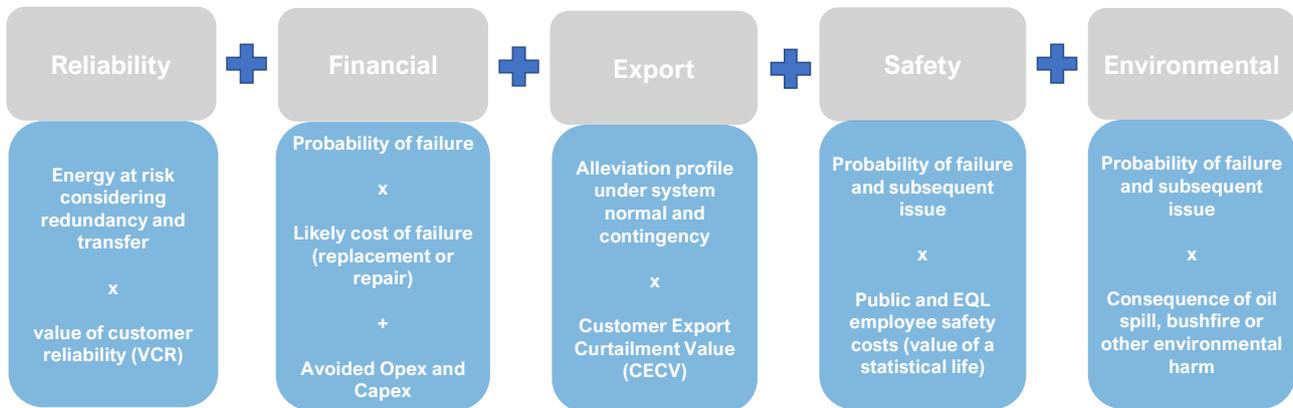 Reliability
Financial
Export
Safety
Environmental
Energy at risk
considering
redundancy and
transfer
x
value of customer
reliability (VCR)
Probability of failure
x
Likely cost of failure
(replacement or
repair)
+
Avoided Opex and
Capex
Alleviation profile
under system
normal and
contingency
x
Customer Export
Curtailment Value
(CECV)
Probability of failure
and subsequent
issue
x
Public and EQL
employee safety
costs (value of a
statistical life)
Probability of failure
and subsequent
issue
x
Consequence of oil
spill, bushfire or
other environmental
harm